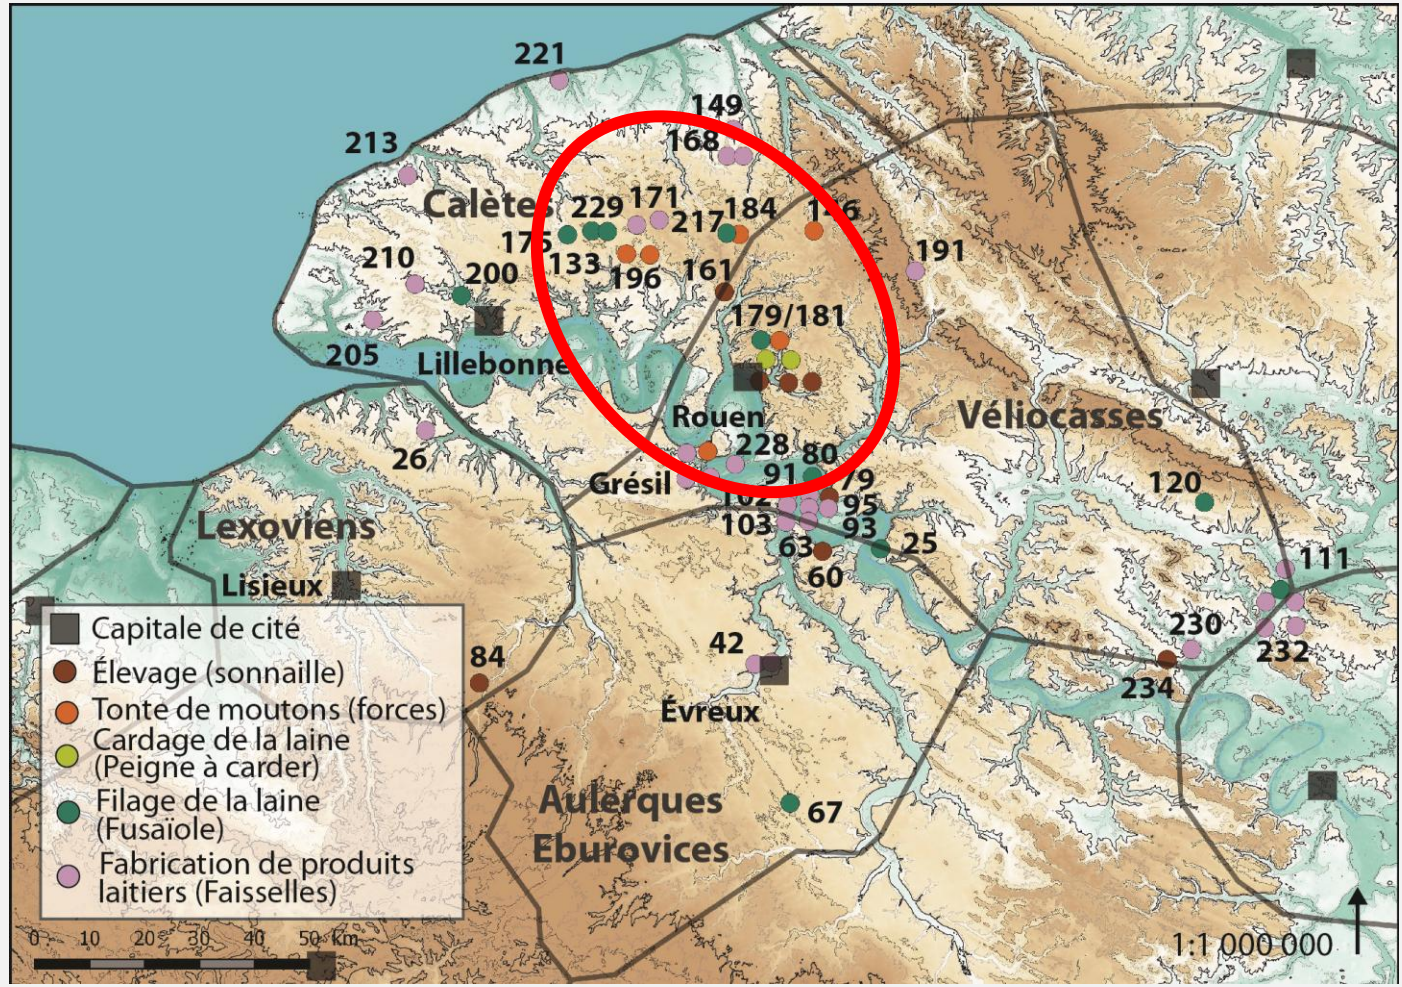 221
149
213
168
Calètes
229
171
184
146
175
217
133
196
161
191
210
200
179/181
205
Lillebonne
Rouen
Véliocasses
26
228
80
91
79
Grésil
102
95
120
103
93
63
25
60
Lexoviens
Lisieux
111
42
230
232
84
234
Évreux
67
Aulerques
Eburovices
Capitale de cité
Élevage (sonnaille)
Tonte de moutons (forces)
Cardage de la laine
(Peigne à carder)
Filage de la laine
(Fusaïole)
Fabrication de produits
laitiers (Faisselles)
0 10 20 30 40 50 km
1:1 000 000